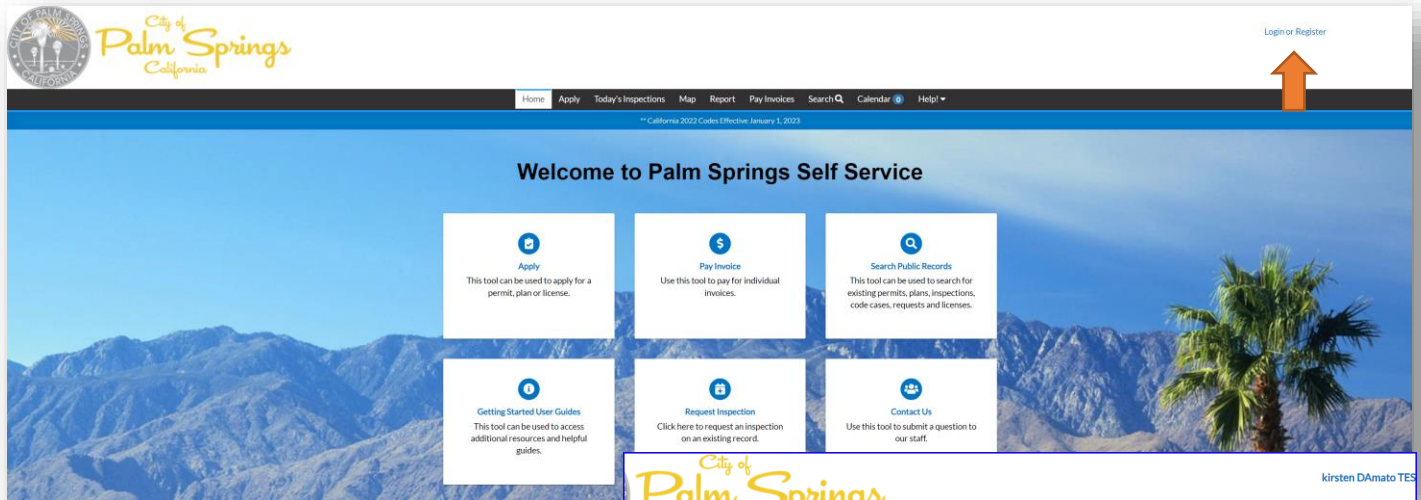 CITY OF PALM SPRINGS
CALIFORNIA
City of
Palm Springs
California
Login or Register
Home Apply Today's Inspections Map Report Pay Invoices Search Calendar 0 Help!
** California 2022 Codes Effective January 1, 2023
Welcome to Palm Springs Self Service
Apply
This tool can be used to apply for a
permit, plan or license.
Pay Invoice
Use this tool to pay for individual
invoices.
Search Public Records
This tool can be used to search for
existing permits, plans, inspections,
code cases, requests and licenses.
Getting Started User Guides
This tool can be used to access
additional resources and helpful
guides.
Request Inspection
Click here to request an inspection
on an existing record.
Contact Us
Use this tool to submit a question to
our staff.
City of
Palm Springs
kirsten DAmato TES